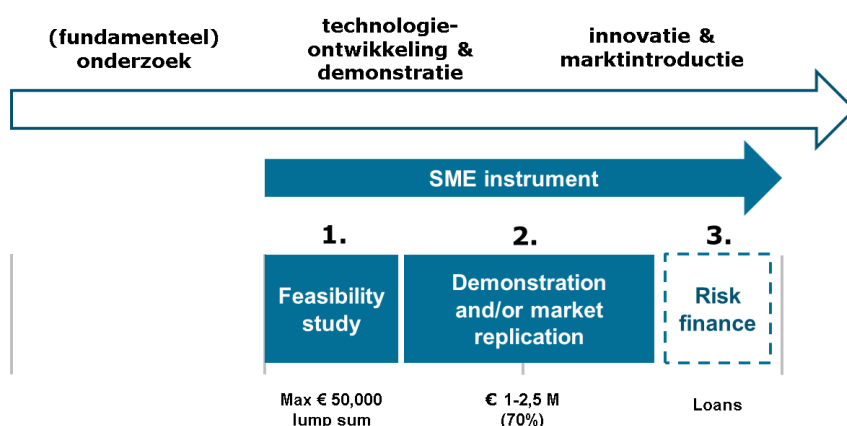 (fundamenteel)
onderzoek
technologie-
ontwikkeling &
demonstratie
innovatie &
marktintroductie
SME instrument
1.
2.
3.
Feasibility
study
Demonstration
and/or market
replication
Risk
finance
Max € 50,000
lump sum
€ 1-2,5 M
(70%)
Loans